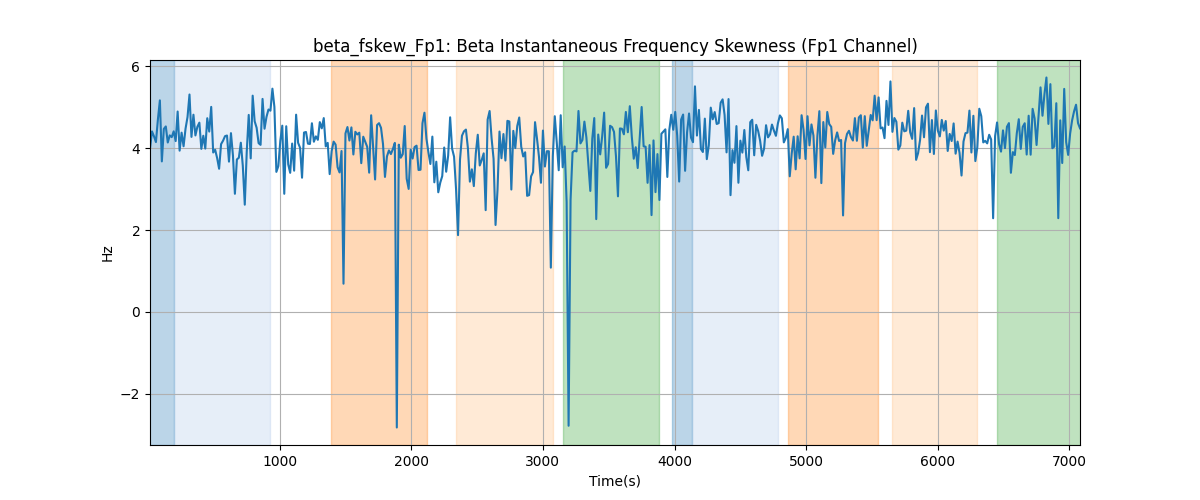 beta_fskew_Fp1: Beta Instantaneous Frequency Skewness (Fp1 Channel)
6
4
2
0
−2
Hz
1000 2000 3000 4000 5000 6000 7000
Time(s)